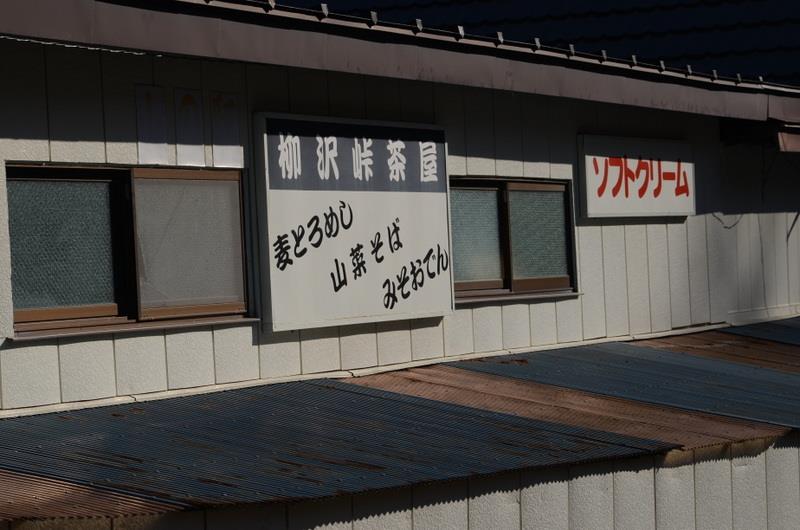 柳沢峠茶屋
麦とろめし
山菜そば
みそおでん
ソフトクリーム